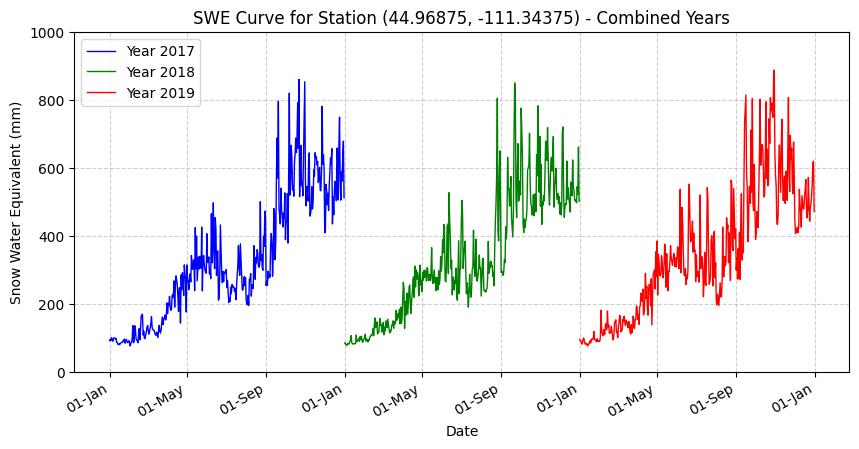 SWE Curve for Station (44.96875, -111.34375) - Combined Years
Snow Water Equivalent (mm)
1000
800
600
400
200
0
Year 2017
Year 2018
Year 2019
01-Jan
01-May
01-Sep
01-Jan
01-May
01-Sep
01-Jan
01-May
01-Sep
01-Jan
Date